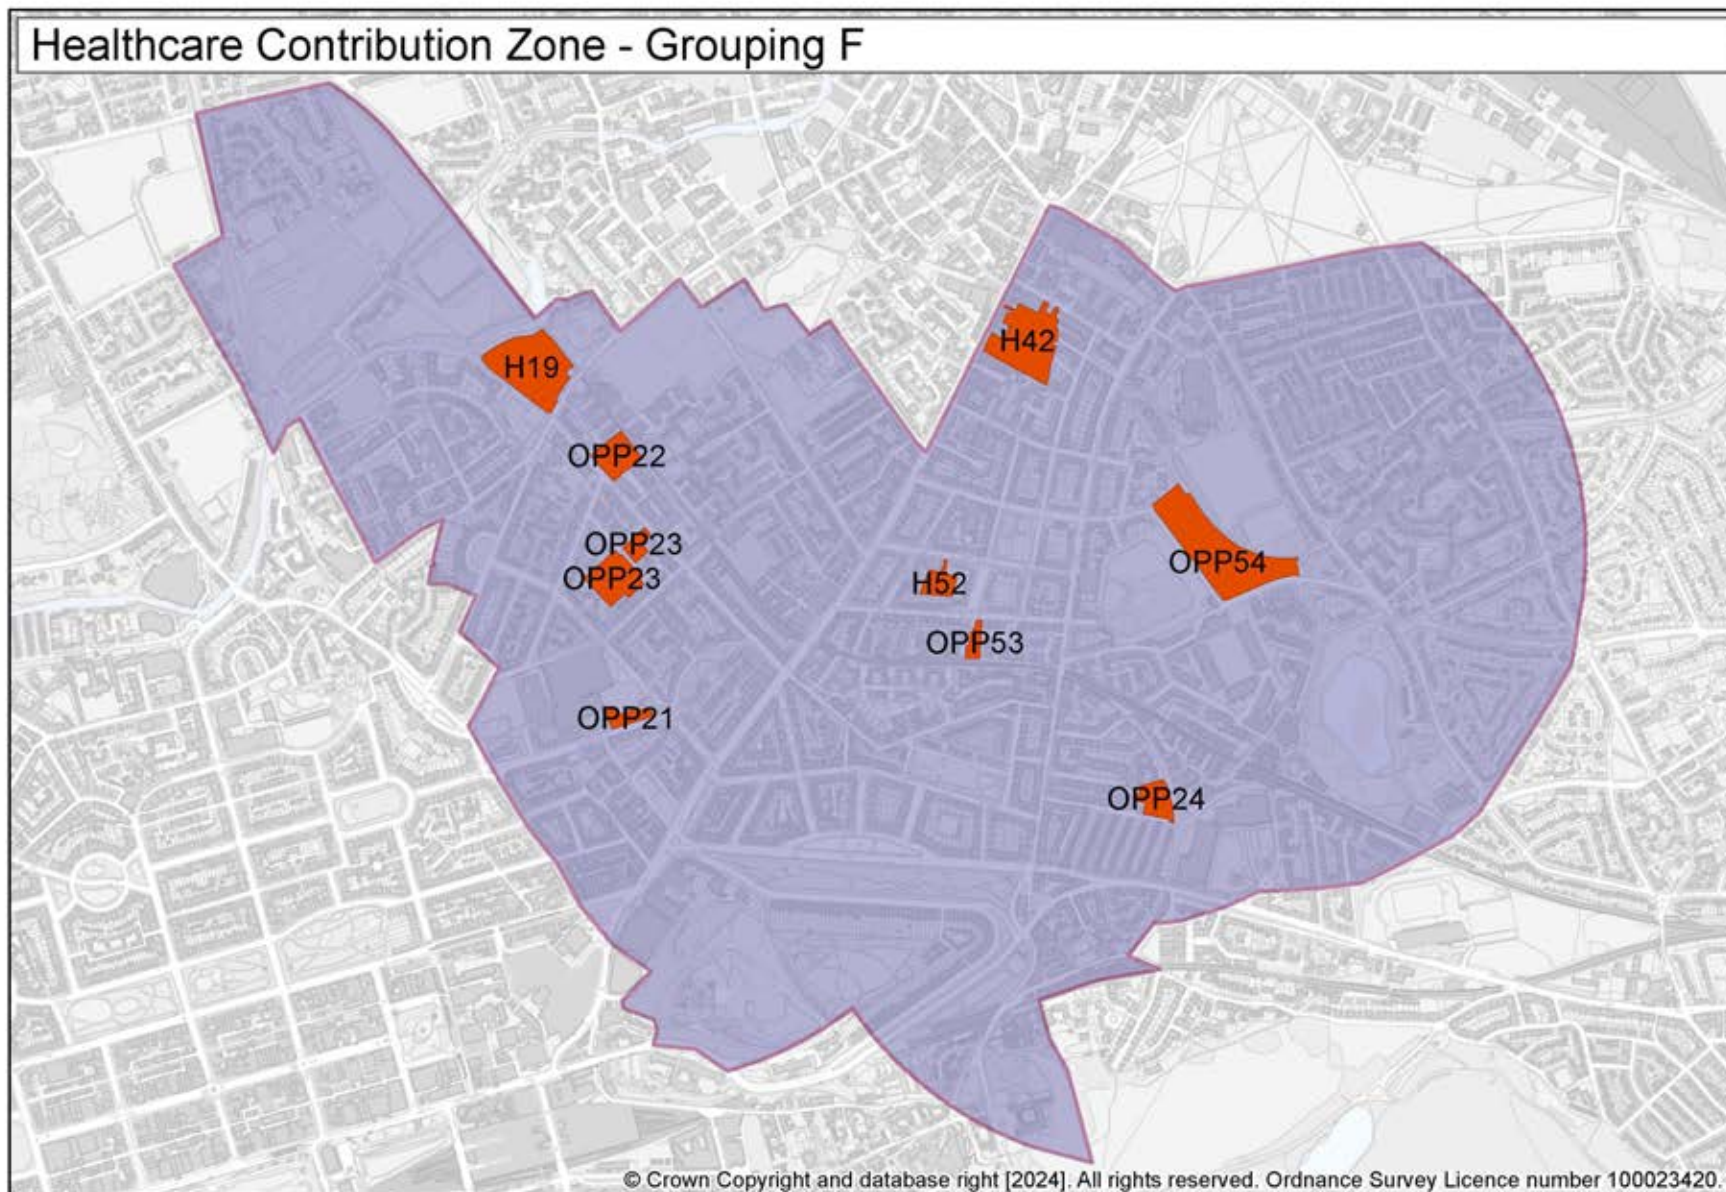 Healthcare Contribution Zone - Grouping F
H42
H19
OPP22
OPP23
OPP54
OPP23
H52
OPP53
OPP21
OPP24
© Crown Copyright and database right [2024]. All rights reserved. Ordnance Survey Licence number 100023420.